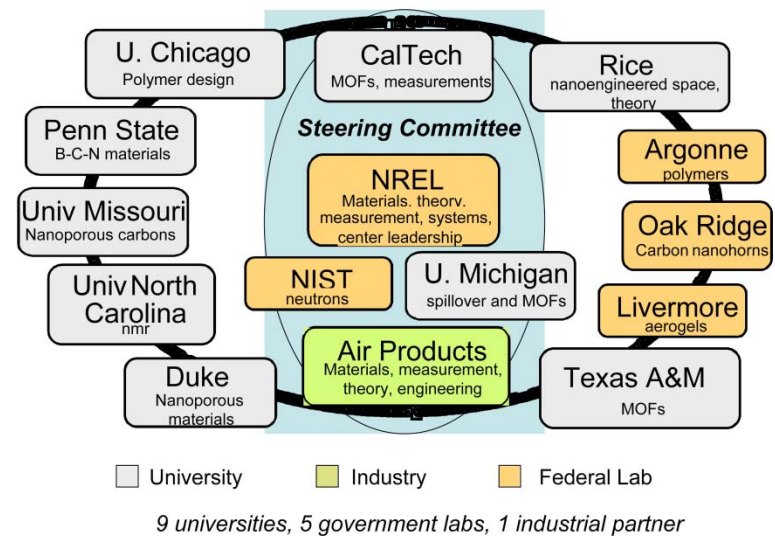 U. Chicago
Polymer design
CalTech
MOFs, measurements
Rice
nanoengineered space,
theory
Penn State
B-C-N materials
Steering Committee
Argonne
polymers
NREL
Materials. theory.
measurement, systems,
center leadership
Univ Missouri
Nanoporous carbons
Oak Ridge
Carbon nanohorns
Univ North
Carolina
nmr
NIST
neutrons
U. Michigan
spillover and MOFs
Livermore
aerogels
Air Products
Materials, measurement,
theory, engineering
Duke
Nanoporous
materials
Texas A&M
MOFs
University
Industry
Federal Lab
9 universities, 5 government labs, 1 industrial partner